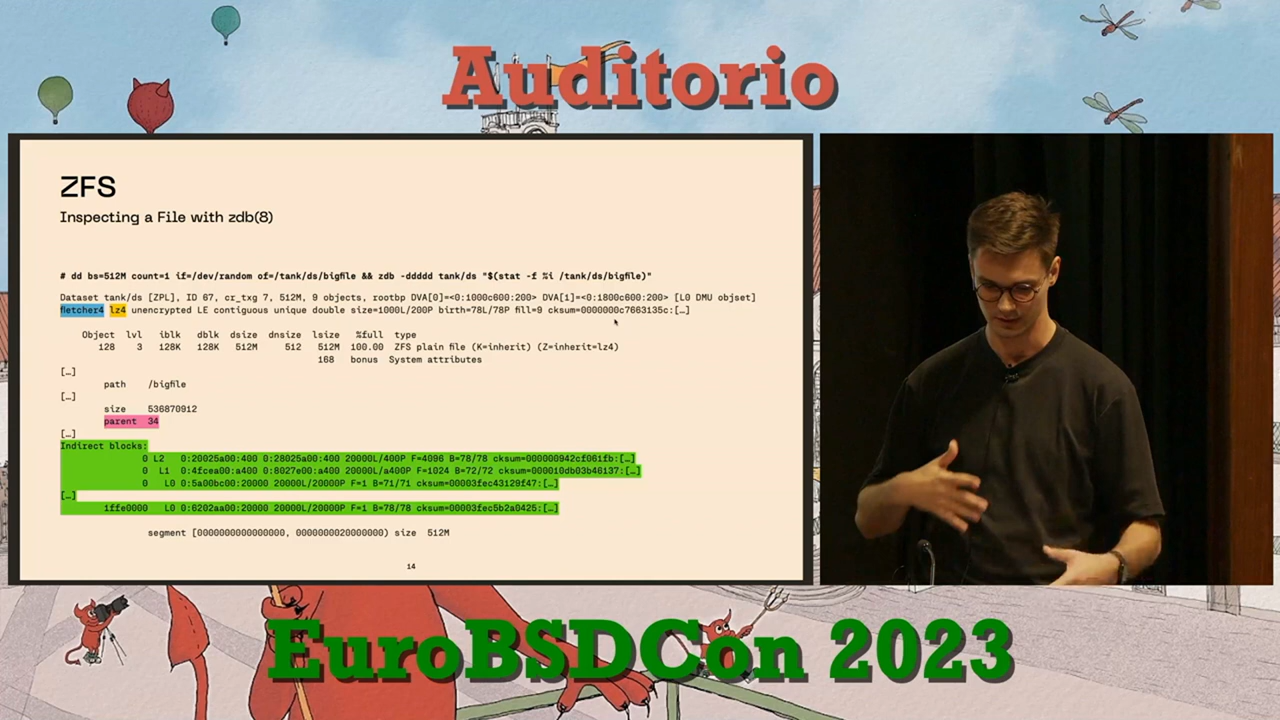 Auditorio
ZFS
Inspecting a File with zdb(8)
# dd bs=512M count=1 if=/dev/random of=/tank/ds/bigfile && zdb -ddddd tank/ds "$(stat -f %i /tank/ds/bigfile)"
Dataset tank/ds [ZPL], ID 67, cr_txg 7, 512M, 9 objects, rootbp DVA[0]=<0:1000c600:200> DVA[1]=<0:1800c600:200> [L0 DMU objset]
fletcher4 lz4 unencrypted LE contiguous unique double size=1000L/200P birth=78L/78P fill=9 cksum=0000000c7663135c:[…]
Object lvl iblk dblk dsize dnsize lsize %full type
128 3 128K 128K 512M 512 512M 100.00 ZFS plain file (K=inherit) (Z=inherit=lz4)
168 bonus System attributes
[…]
path /bigfile
[…]
size 536870912
parent 34
[…]
Indirect blocks:
0 L2 0:20025a00:400 0:28025a00:400 20000L/400P F=4096 B=78/78 cksum=000000942cf061fb:[…]
0 L1 0:4fcea00:a400 0:8027e00:a400 20000L/a400P F=1024 B=72/72 cksum=000010db03b46137:[…]
0 L0 0:5a00bc00:20000 20000L/20000P F=1 B=71/71 cksum=00003fec43129f47:[…]
[…]
1ffe0000 L0 0:6202aa00:20000 20000L/20000P F=1 B=78/78 cksum=00003fec5b2a0425:[…]
segment [0000000000000000, 0000000020000000) size 512M
14
EuroBSDCon 2023